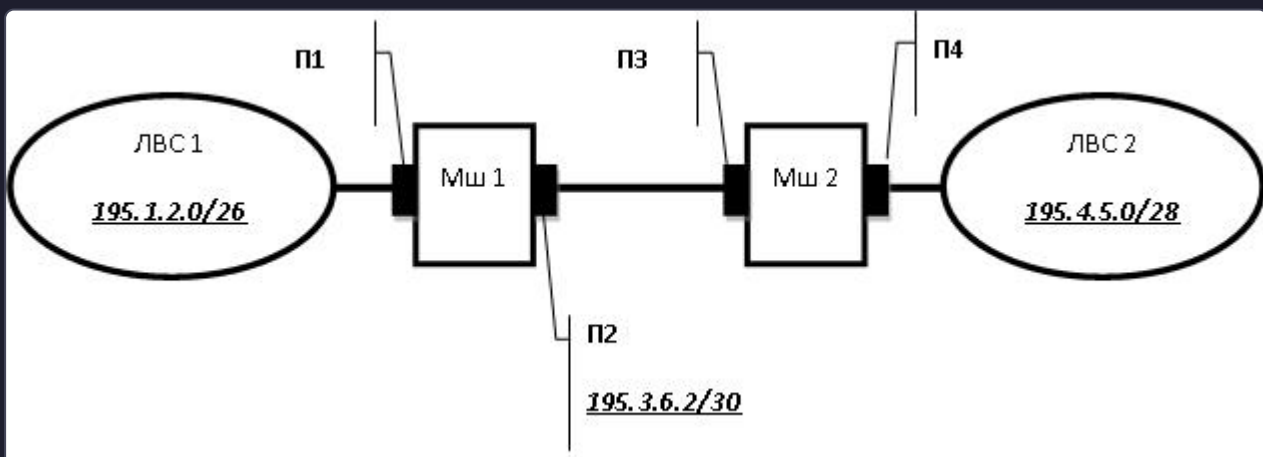 П1
П3
П4
ЛВС 1
195.1.2.0/26
Мш 1
Мш 2
ЛВС 2
195.4.5.0/28
П2
195.3.6.2/30